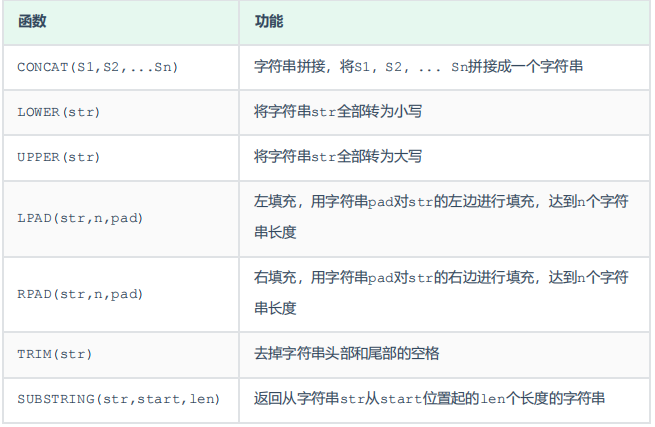 函数 功能
CONCAT(S1,S2,...Sn) 字符串拼接，将S1，S2，... Sn拼接成一个字符串
LOWER(str) 将字符串str全部转为小写
UPPER(str) 将字符串str全部转为大写
LPAD(str,n,pad) 左填充，用字符串pad对str的左边进行填充，达到n个字符
串长度
RPAD(str,n,pad) 右填充，用字符串pad对str的右边进行填充，达到n个字符
串长度
TRIM(str) 去掉字符串头部和尾部的空格
SUBSTRING(str,start,len) 返回从字符串str从start位置起的len个长度的字符串